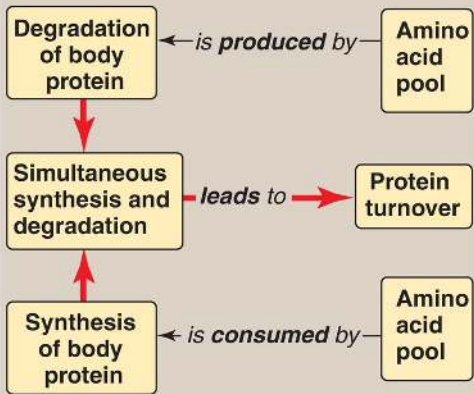 Degradation
of body
protein
is produced by
Amino
acid
pool
Simultaneous
synthesis and
degradation
leads to
Protein
turnover
Synthesis
of body
protein
is consumed by
Amino
acid
pool